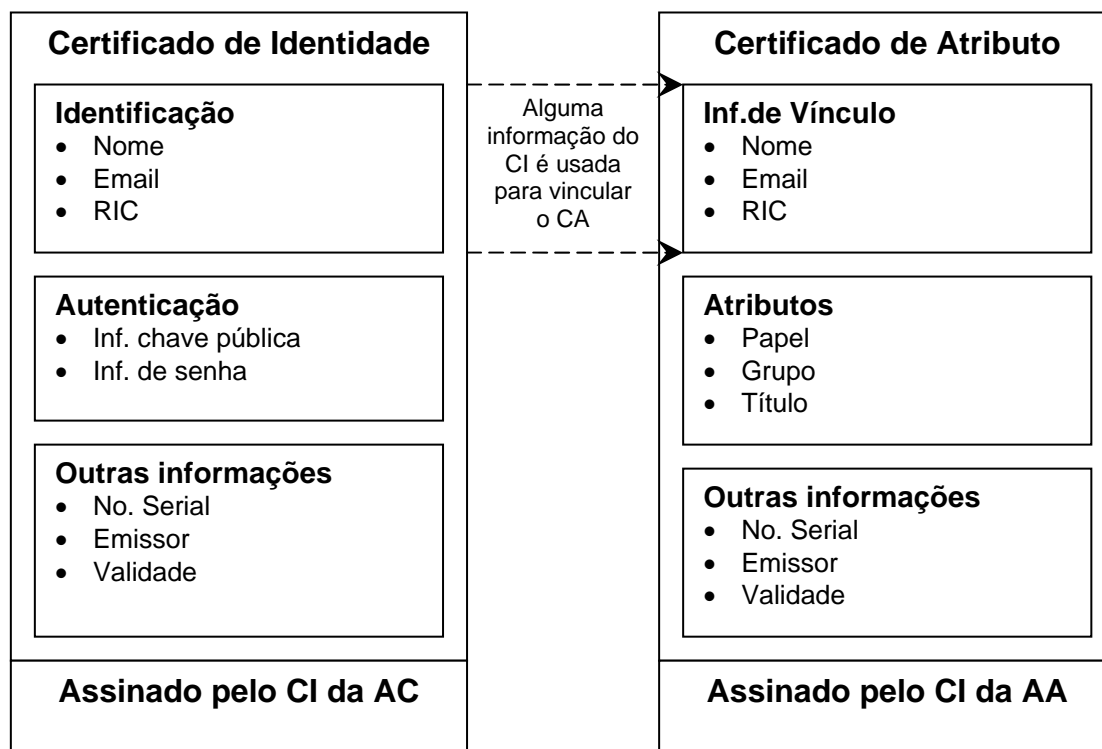 Certificado de Identidade
Identificação
• Nome
• Email
• RIC
Autenticação
• Inf. chave pública
• Inf. de senha
Outras informações
• No. Serial
• Emissor
• Validade
Assinado pelo CI da AC
Alguma
informação do
CI é usada
para vincular
o CA
Certificado de Atributo
Inf.de Vínculo
• Nome
• Email
• RIC
Atributos
• Papel
• Grupo
• Título
Outras informações
• No. Serial
• Emissor
• Validade
Assinado pelo CI da AA